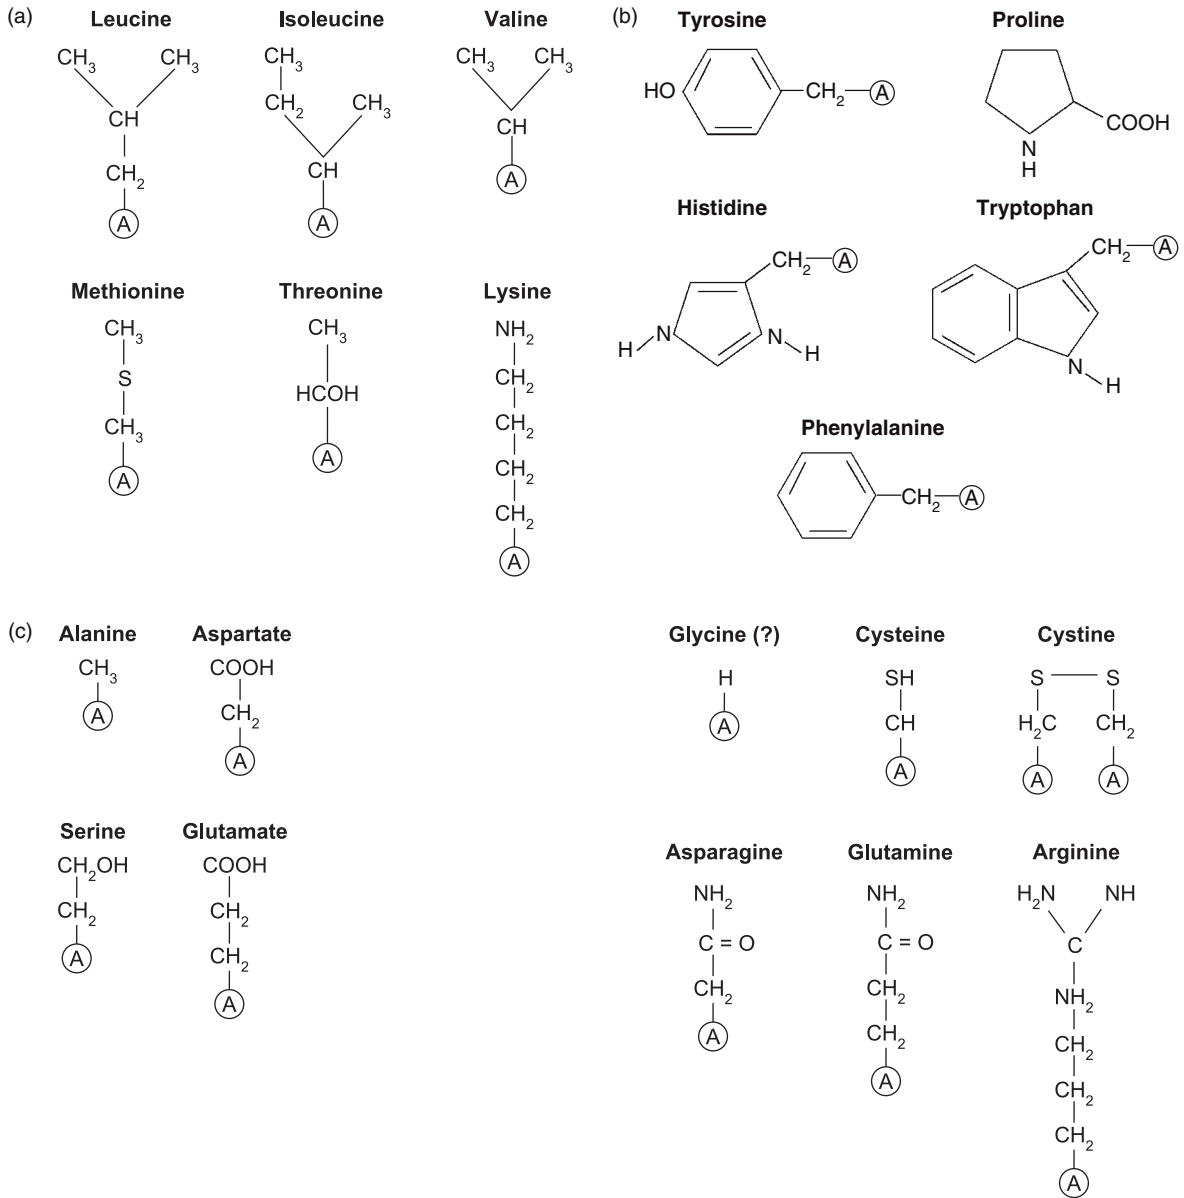 (a)
Leucine Isoleucine Valine
CH₃ CH₃ CH₃ CH₃ CH₃
CH₂ CH₃
CH CH
CH₂ CH
A
A A
Methionine Threonine Lysine
CH₃ CH₃ NH₂
S CH₂
HCOH
CH₃ CH₂
A A CH₂
CH₂
A
(b)
Tyrosine Proline
HO CH₂ A
COOH
N
H
Histidine Tryptophan
CH₂ A CH₂ A
H N N H
N H
Phenylalanine
CH₂ A
(c)
Alanine Aspartate
CH₃ COOH
A CH₂
A
Serine Glutamate
CH₂OH COOH
CH₂ CH₂
A CH₂
A
Glycine (?) Cysteine Cystine
H SH S S
A CH H₂C CH₂
A A A
Asparagine Glutamine Arginine
NH₂ NH₂ H₂N NH
C = O C = O C
CH₂ CH₂ NH₂
A CH₂ CH₂
A CH₂
CH₂
A